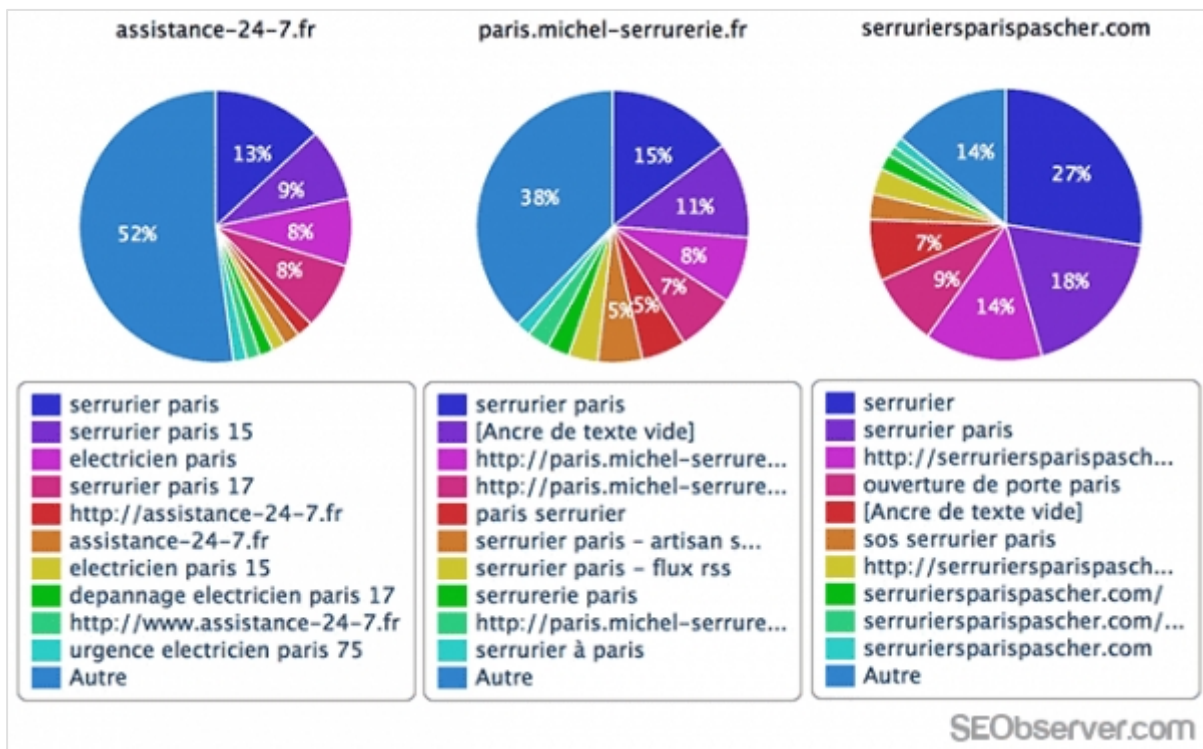 assistance-24-7.fr
paris.michel-serrurerie.fr
serruriersparispascher.com
13%
9%
8%
8%
52%
15%
11%
8%
7%
5%
5%
38%
27%
18%
14%
9%
7%
14%
serrurier paris
serrurier paris 15
electricien paris
serrurier paris 17
http://assistance-24-7.fr
assistance-24-7.fr
electricien paris 15
depannage electricien paris 17
http://www.assistance-24-7.fr
urgence electricien paris 75
Autre
serrurier paris
[Ancre de texte vide]
http://paris.michel-serrure...
http://paris.michel-serrure...
paris serrurier
serrurier paris - artisan s...
serrurier paris - flux rss
serrurerie paris
http://paris.michel-serrure...
serrurier à paris
Autre
serrurier
serrurier paris
http://serruriersparispasch...
ouverture de porte paris
[Ancre de texte vide]
sos serrurier paris
http://serruriersparispasch...
serruriersparispascher.com/
serruriersparispascher.com/...
serruriersparispascher.com
Autre
SEObserver.com